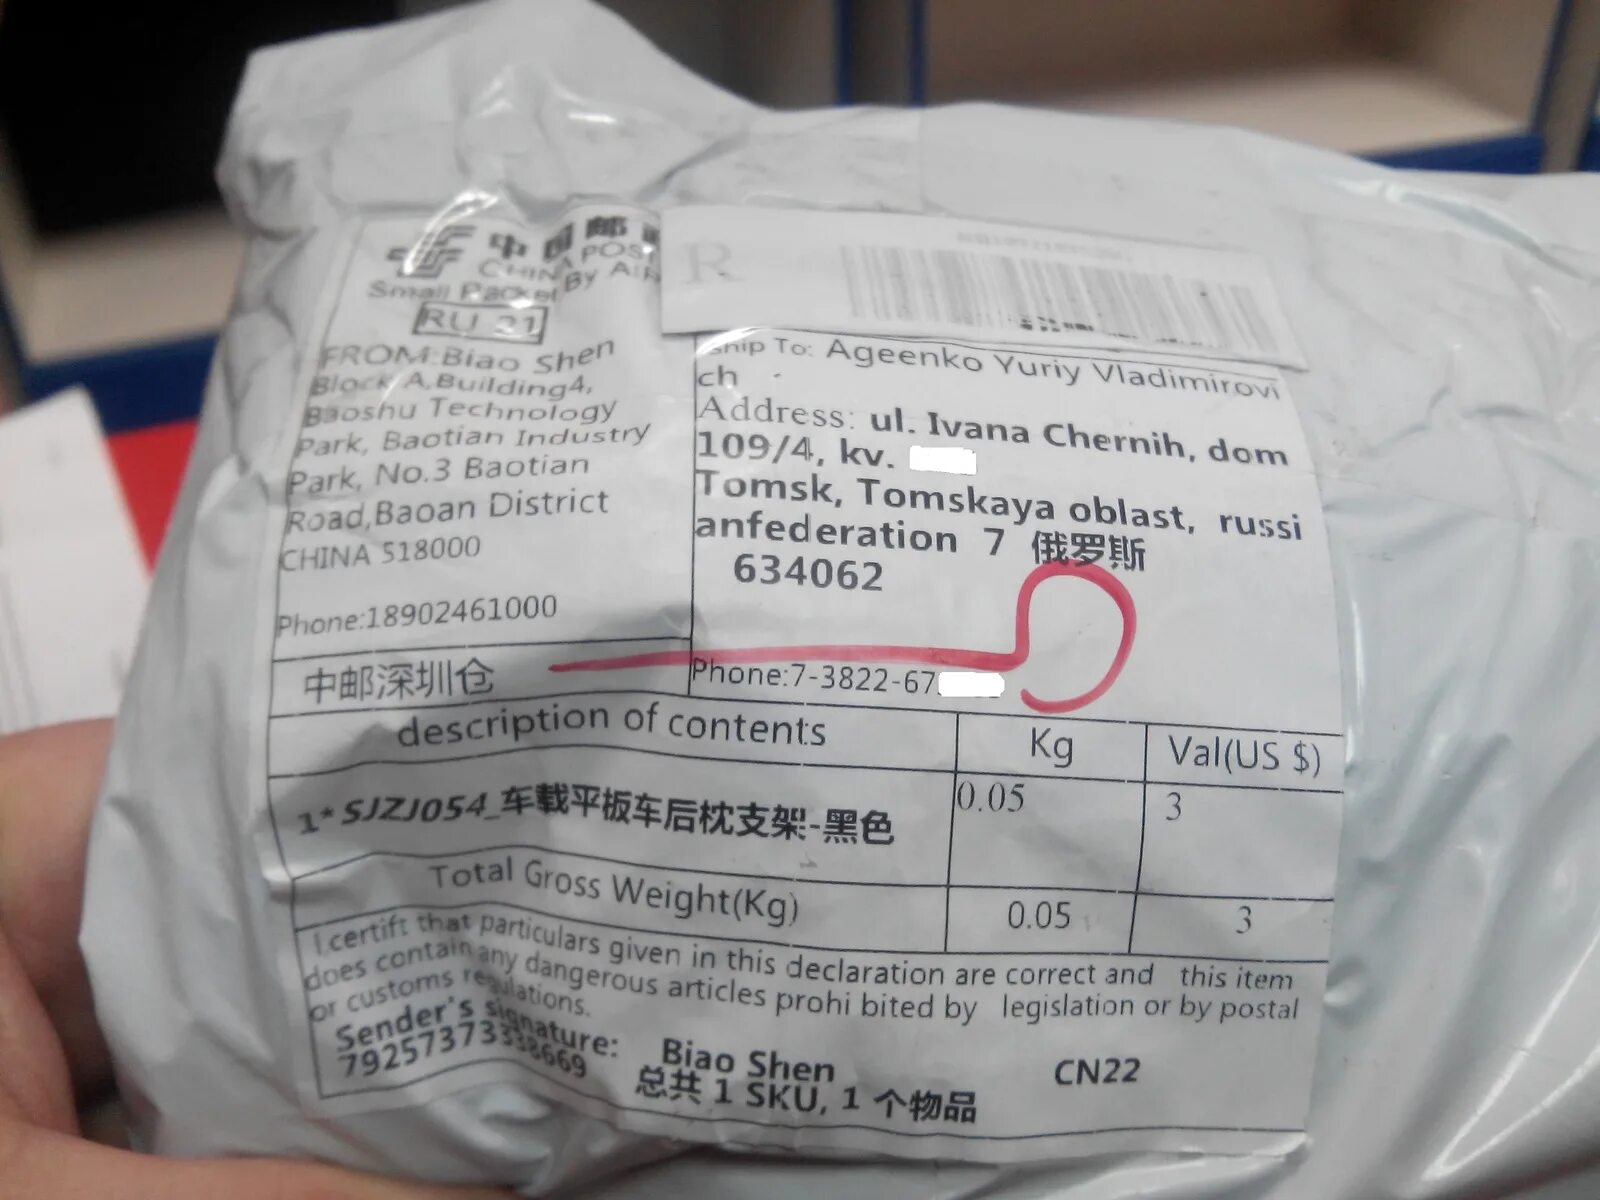 中国邮
CHINA POST
Small Packet By AIR
RU 21
FROM:Biao Shen
Block A,Building4,
Baoshu Technology
Park, Baotian Industry
Park, No.3 Baotian
Road,Baoan District
CHINA 518000
Phone:18902461000
中邮深圳仓
R
Ship To: Ageenko Yuriy Vladimirovi
ch
Address: ul. Ivana Chernih, dom
109/4, kv.
Tomsk, Tomskaya oblast, russi
anfederation 7 俄罗斯
634062
Phone:7-3822-67
description of contents Kg Val(US $)
1*SJZJ054_车载平板车后枕支架-黑色 0.05 3
Total Gross Weight(Kg) 0.05 3
I certift that particulars given in this declaration are correct and this item
does contain any dangerous articles prohi bited by legislation or by postal
or customs regulations.
Sender's signature: Biao Shen CN22
总共 1 SKU, 1 个物品